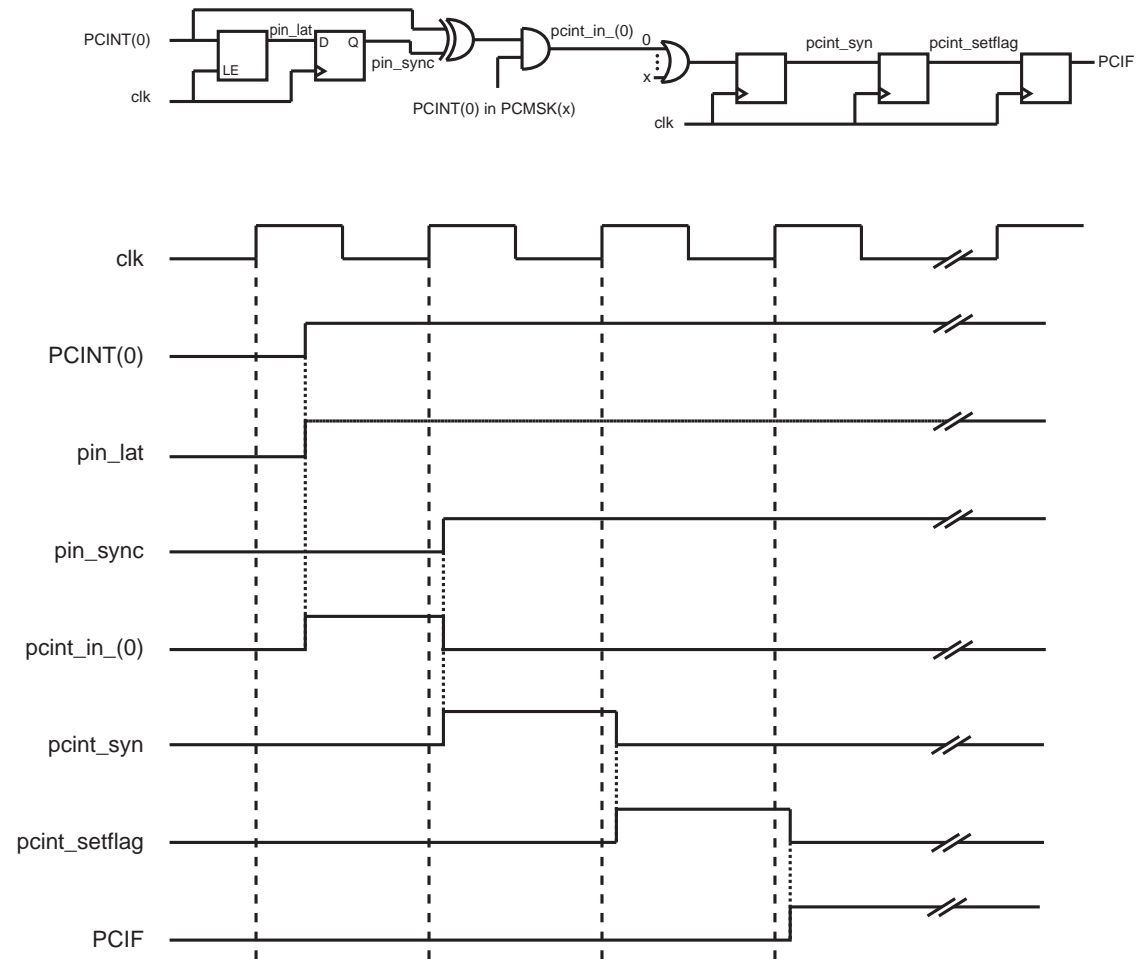 PCINT(0)
pin_lat
D Q
LE
pin_sync
clk
pcint_in_(0)
PCINT(0) in PCMSK(x)
0
x
pcint_syn
pcint_setflag
PCIF
clk
clk
PCINT(0)
pin_lat
pin_sync
pcint_in_(0)
pcint_syn
pcint_setflag
PCIF